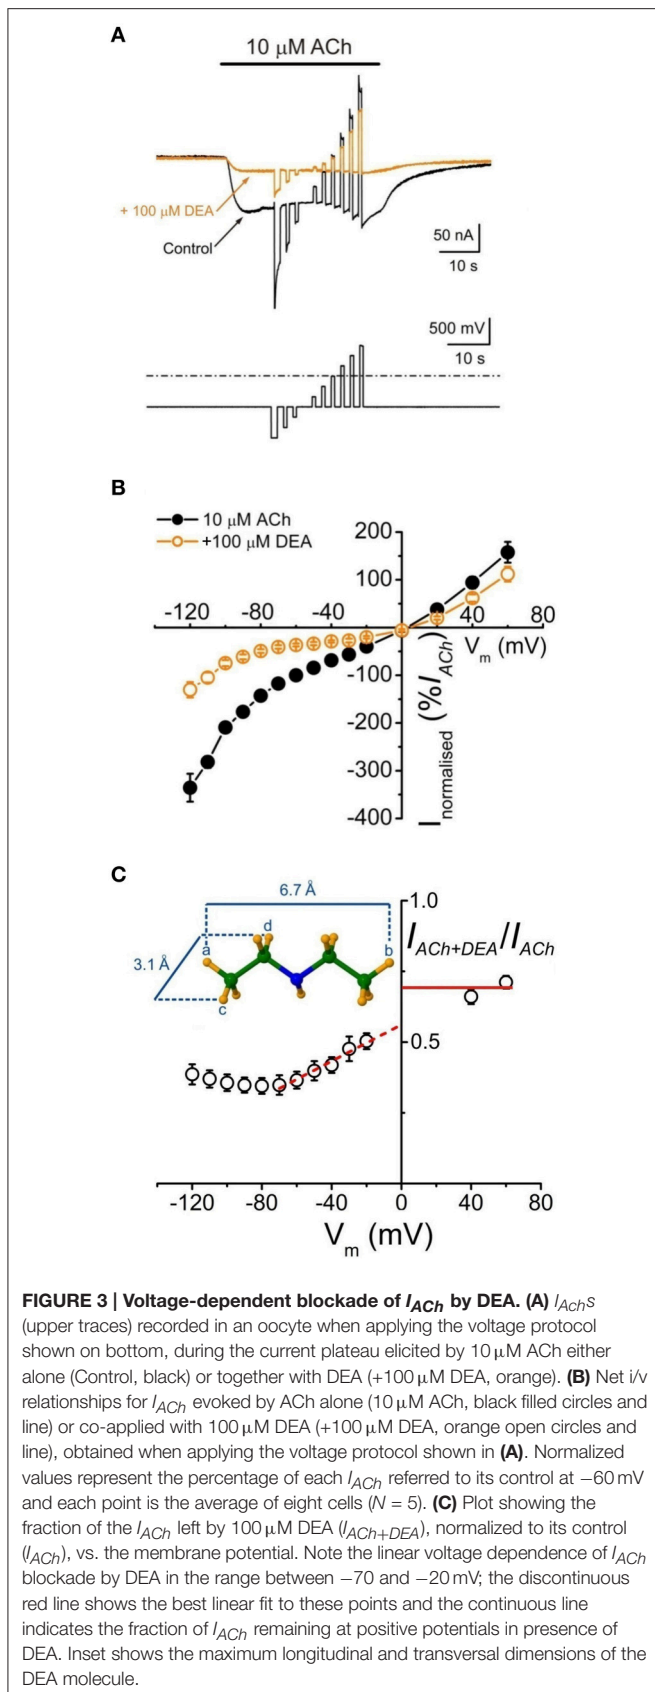 A
10 μM ACh
+ 100 μM DEA
Control
50 nA
10 s
500 mV
10 s
B
10 μM ACh
+100 μM DEA
200
100
-120 -80 -40 40 80
V_m (mV)
-100
-200
-300
-400
I_normalised (%I_ACh)
C
6.7 Å
d
a b
3.1 Å
c
1.0
I_ACh+DEA/I_ACh
0.5
-120 -80 -40 0 40 80
V_m (mV)
FIGURE 3 | Voltage-dependent blockade of I_ACh by DEA. (A) I_AChs
(upper traces) recorded in an oocyte when applying the voltage protocol
shown on bottom, during the current plateau elicited by 10 μM ACh either
alone (Control, black) or together with DEA (+100 μM DEA, orange). (B) Net i/v
relationships for I_ACh evoked by ACh alone (10 μM ACh, black filled circles and
line) or co-applied with 100 μM DEA (+100 μM DEA, orange open circles and
line), obtained when applying the voltage protocol shown in (A). Normalized
values represent the percentage of each I_ACh referred to its control at −60 mV
and each point is the average of eight cells (N = 5). (C) Plot showing the
fraction of the I_ACh left by 100 μM DEA (I_ACh+DEA), normalized to its control
(I_ACh), vs. the membrane potential. Note the linear voltage dependence of I_ACh
blockade by DEA in the range between −70 and −20 mV; the discontinuous
red line shows the best linear fit to these points and the continuous line
indicates the fraction of I_ACh remaining at positive potentials in presence of
DEA. Inset shows the maximum longitudinal and transversal dimensions of the
DEA molecule.